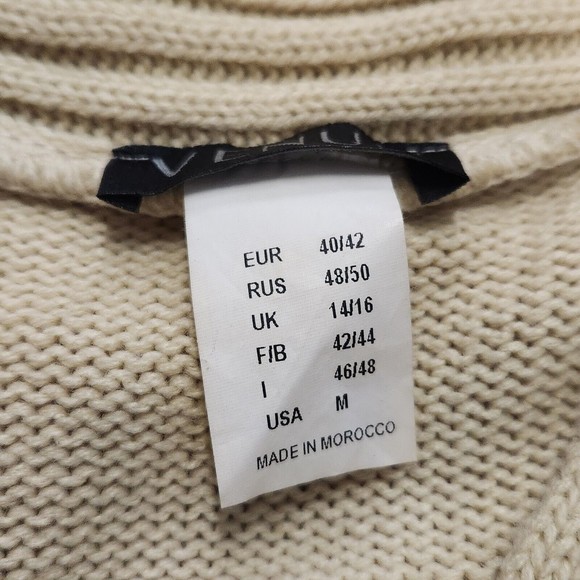 EUR 40/42
RUS 48/50
UK 14/16
F/B 42/44
I 46/48
USA M
MADE IN MOROCCO